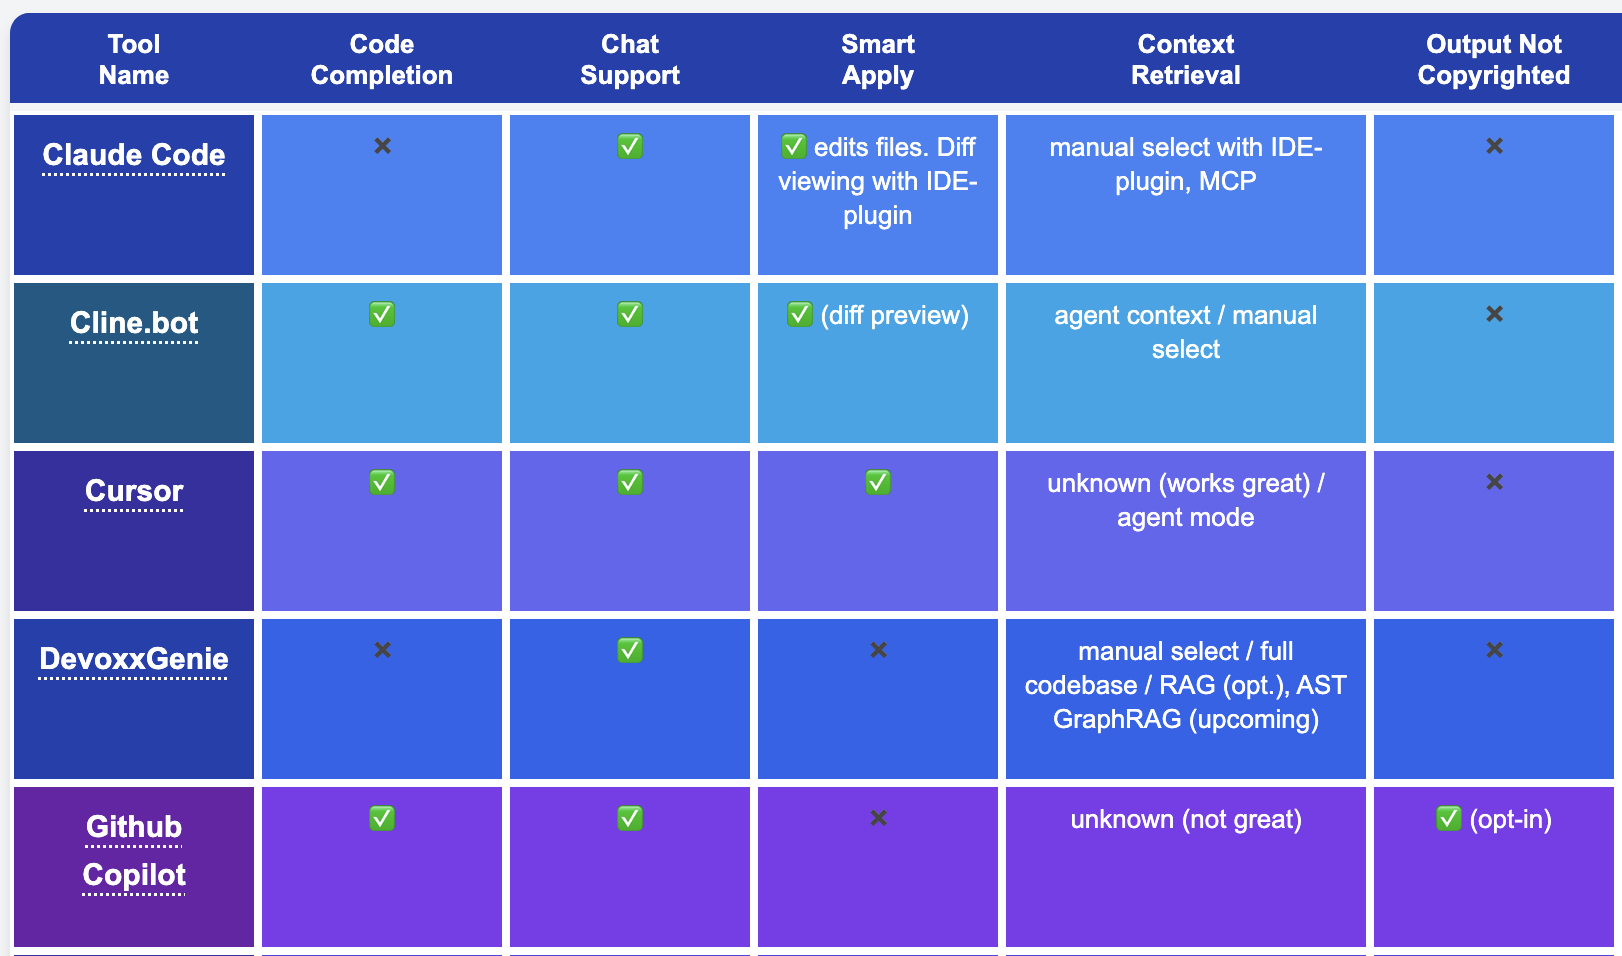 Tool
Name
Code
Completion
Chat
Support
Smart
Apply
Context
Retrieval
Output Not
Copyrighted
Claude Code
✖
✅
✅ edits files. Diff
viewing with IDE-
plugin
manual select with IDE-
plugin, MCP
✖
Cline.bot
✅
✅
✅ (diff preview)
agent context / manual
select
✖
Cursor
✅
✅
✅
unknown (works great) /
agent mode
✖
DevoxxGenie
✖
✅
✖
manual select / full
codebase / RAG (opt.), AST
GraphRAG (upcoming)
✖
Github
Copilot
✅
✅
✖
unknown (not great)
✅ (opt-in)